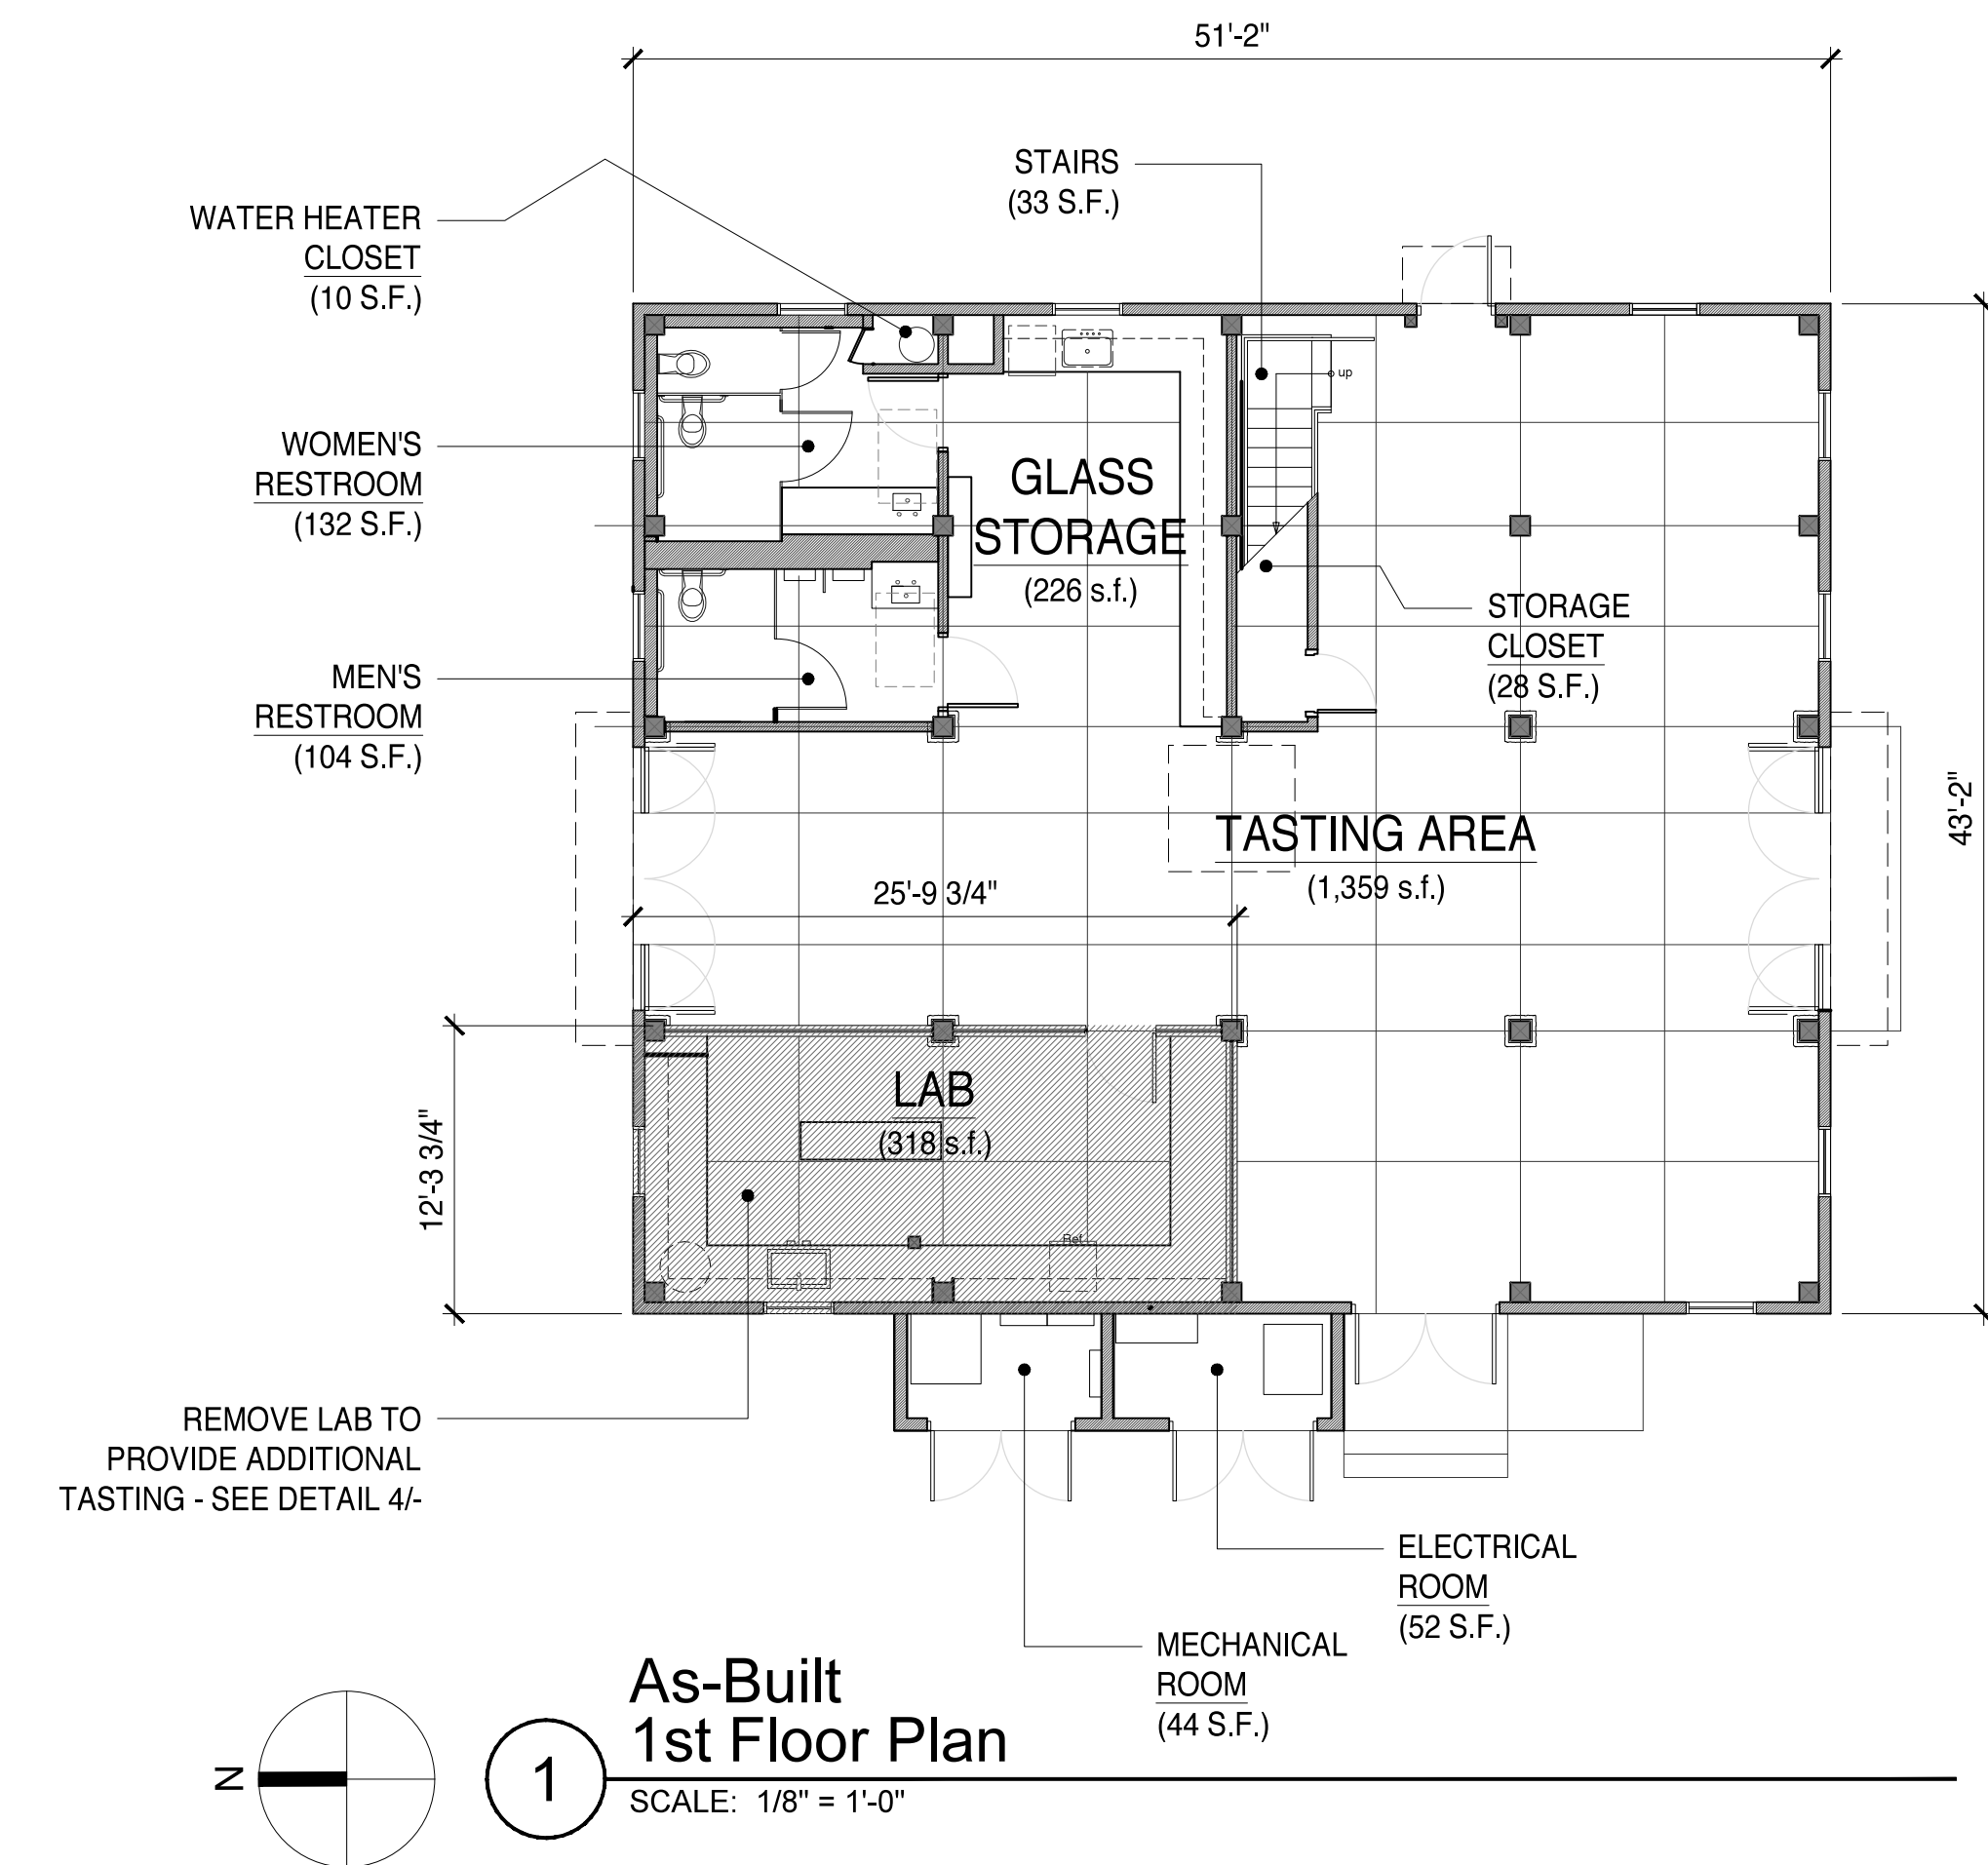 51'-2"
STAIRS
(33 S.F.)
WATER HEATER
CLOSET
(10 S.F.)
up
WOMEN'S
RESTROOM
(132 S.F.)
GLASS
STORAGE
(226 s.f.)
STORAGE
CLOSET
(28 S.F.)
MEN'S
RESTROOM
(104 S.F.)
43'-2"
TASTING AREA
(1,359 s.f.)
25'-9 3/4"
LAB
(318 s.f.)
12'-3 3/4"
Ref
REMOVE LAB TO
PROVIDE ADDITIONAL
TASTING - SEE DETAIL 4/-
ELECTRICAL
ROOM
(52 S.F.)
MECHANICAL
ROOM
(44 S.F.)
N
1
As-Built
1st Floor Plan
SCALE: 1/8" = 1'-0"